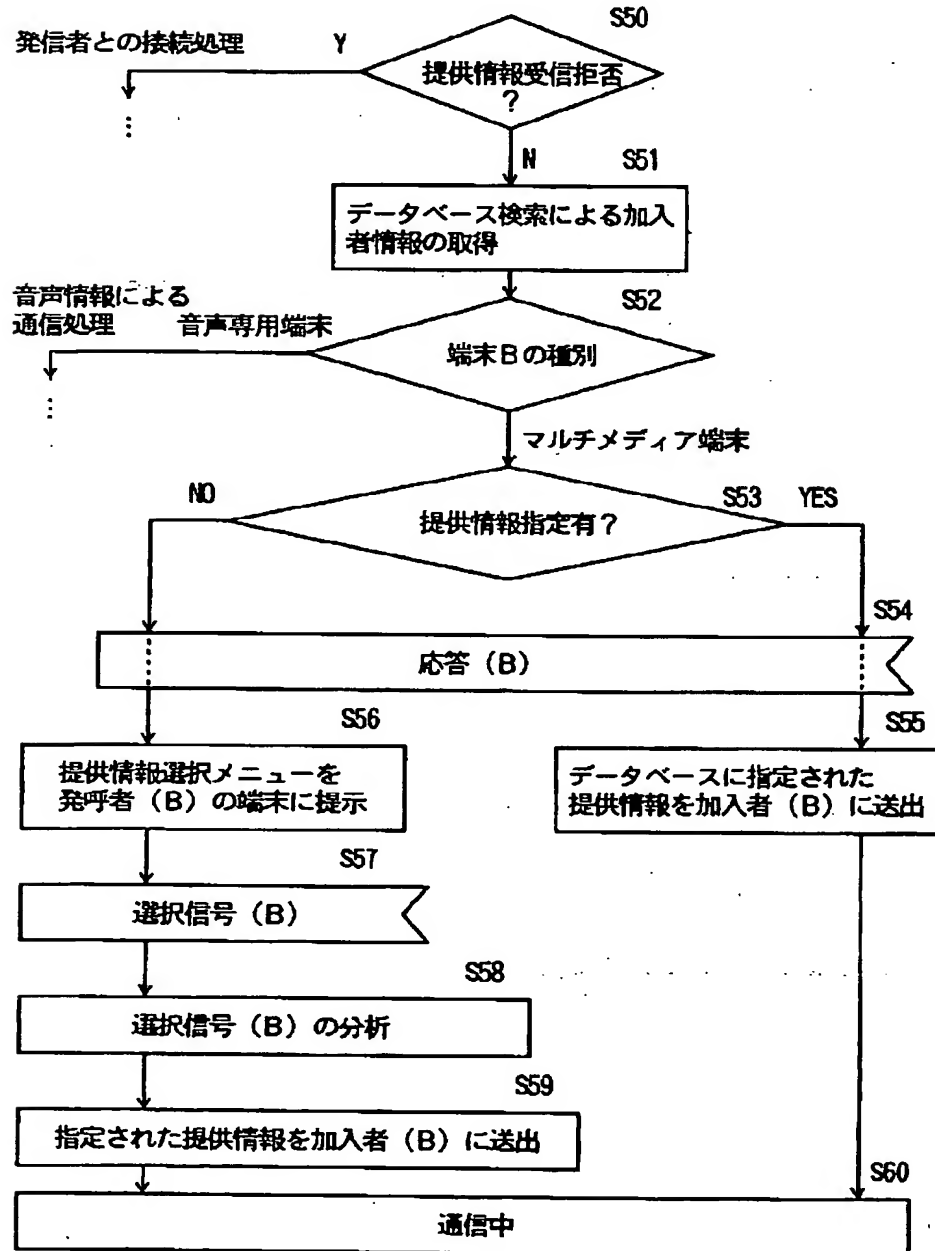 S50
発信者との接続処理 Y
提供情報受信拒否
?
⋮
N S51
データベース検索による加入
者情報の取得
S52
音声情報による
通信処理 音声専用端末
端末Bの種別
⋮
マルチメディア端末
NO S53 YES
提供情報指定有?
S54
応答(B)
S56 S55
提供情報選択メニューを
発呼者(B)の端末に提示
データベースに指定された
提供情報を加入者(B)に送出
S57
選択信号(B)
S58
選択信号(B)の分析
S59
指定された提供情報を加入者(B)に送出
S60
通信中